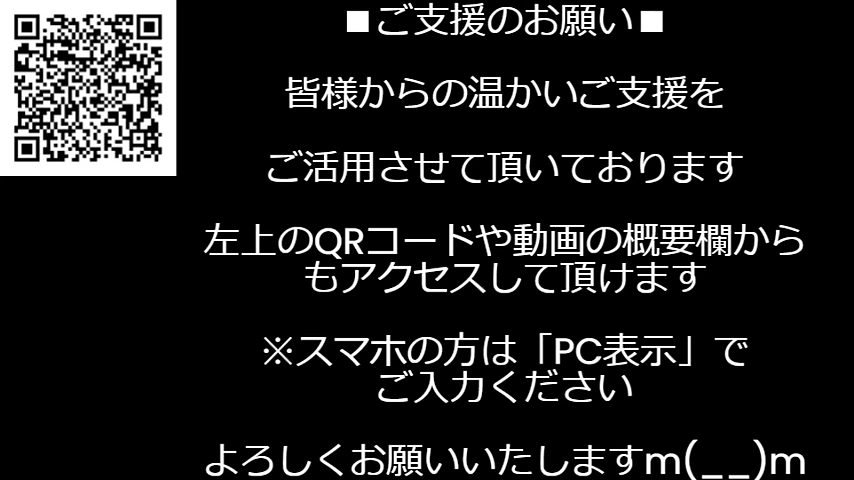 ■ご支援のお願い■
皆様からの温かいご支援を
ご活用させて頂いております
左上のQRコードや動画の概要欄から
もアクセスして頂けます
※スマホの方は「PC表示」で
ご入力ください
よろしくお願いいたしますm(__)m